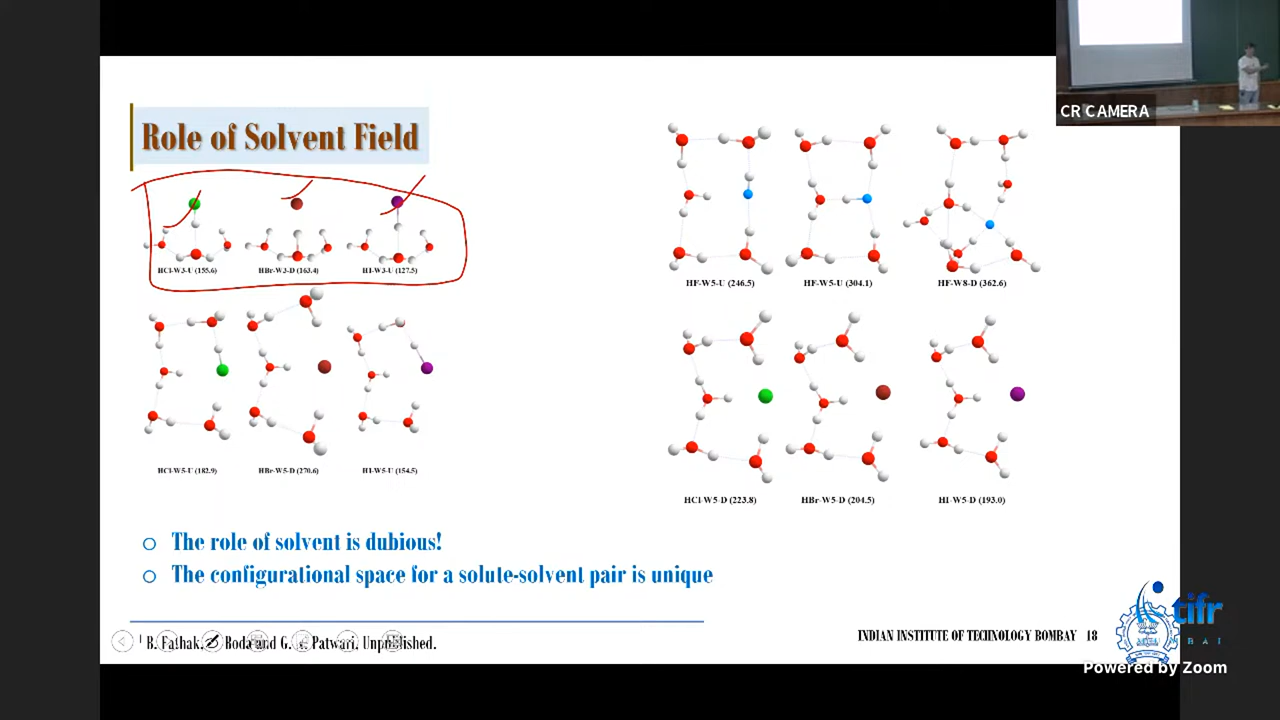 CR CAMERA
Role of Solvent Field
HCl-W3-U (155.6)
HBr-W3-D (163.4)
HI-W3-U (127.5)
HCl-W5-U (182.9)
HBr-W5-D (270.6)
HI-W5-U (154.5)
HF-W5-U (246.5)
HF-W5-U (304.1)
HF-W8-D (362.6)
HCl-W5-D (223.8)
HBr-W5-D (204.5)
HI-W5-D (193.0)
The role of solvent is dubious!
The configurational space for a solute-solvent pair is unique
Boda and G. Patwari. Unpublished.
INDIAN INSTITUTE OF TECHNOLOGY BOMBAY 18
tifr
Powered by Zoom